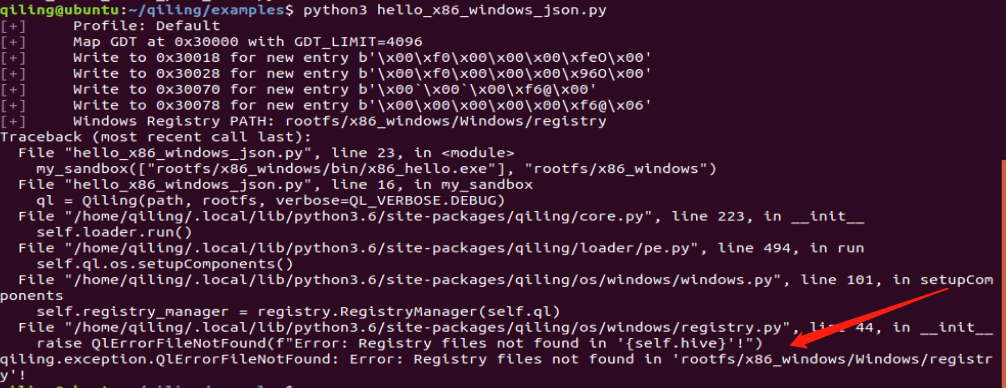 qiling@ubuntu:~/qiling/examples$ python3 hello_x86_windows_json.py
[+]     Profile: Default
[+]     Map GDT at 0x30000 with GDT_LIMIT=4096
[+]     Write to 0x30018 for new entry b'\x00\xf0\x00\x00\x00\xfeO\x00'
[+]     Write to 0x30028 for new entry b'\x00\xf0\x00\x00\x00\x96O\x00'
[+]     Write to 0x30070 for new entry b'\x00`\x00`\x00\xf6@\x00'
[+]     Write to 0x30078 for new entry b'\x00\x00\x00\x00\x00\xf6@\x06'
[+]     Windows Registry PATH: rootfs/x86_windows/Windows/registry
Traceback (most recent call last):
  File "hello_x86_windows_json.py", line 23, in <module>
    my_sandbox(["rootfs/x86_windows/bin/x86_hello.exe"], "rootfs/x86_windows")
  File "hello_x86_windows_json.py", line 16, in my_sandbox
    ql = Qiling(path, rootfs, verbose=QL_VERBOSE.DEBUG)
  File "/home/qiling/.local/lib/python3.6/site-packages/qiling/core.py", line 223, in __init__
    self.loader.run()
  File "/home/qiling/.local/lib/python3.6/site-packages/qiling/loader/pe.py", line 494, in run
    self.ql.os.setupComponents()
  File "/home/qiling/.local/lib/python3.6/site-packages/qiling/os/windows/windows.py", line 101, in setupCom
ponents
    self.registry_manager = registry.RegistryManager(self.ql)
  File "/home/qiling/.local/lib/python3.6/site-packages/qiling/os/windows/registry.py", line 44, in __init__
    raise QlErrorFileNotFound(f"Error: Registry files not found in '{self.hive}'!")
qiling.exception.QlErrorFileNotFound: Error: Registry files not found in 'rootfs/x86_windows/Windows/registr
y'!